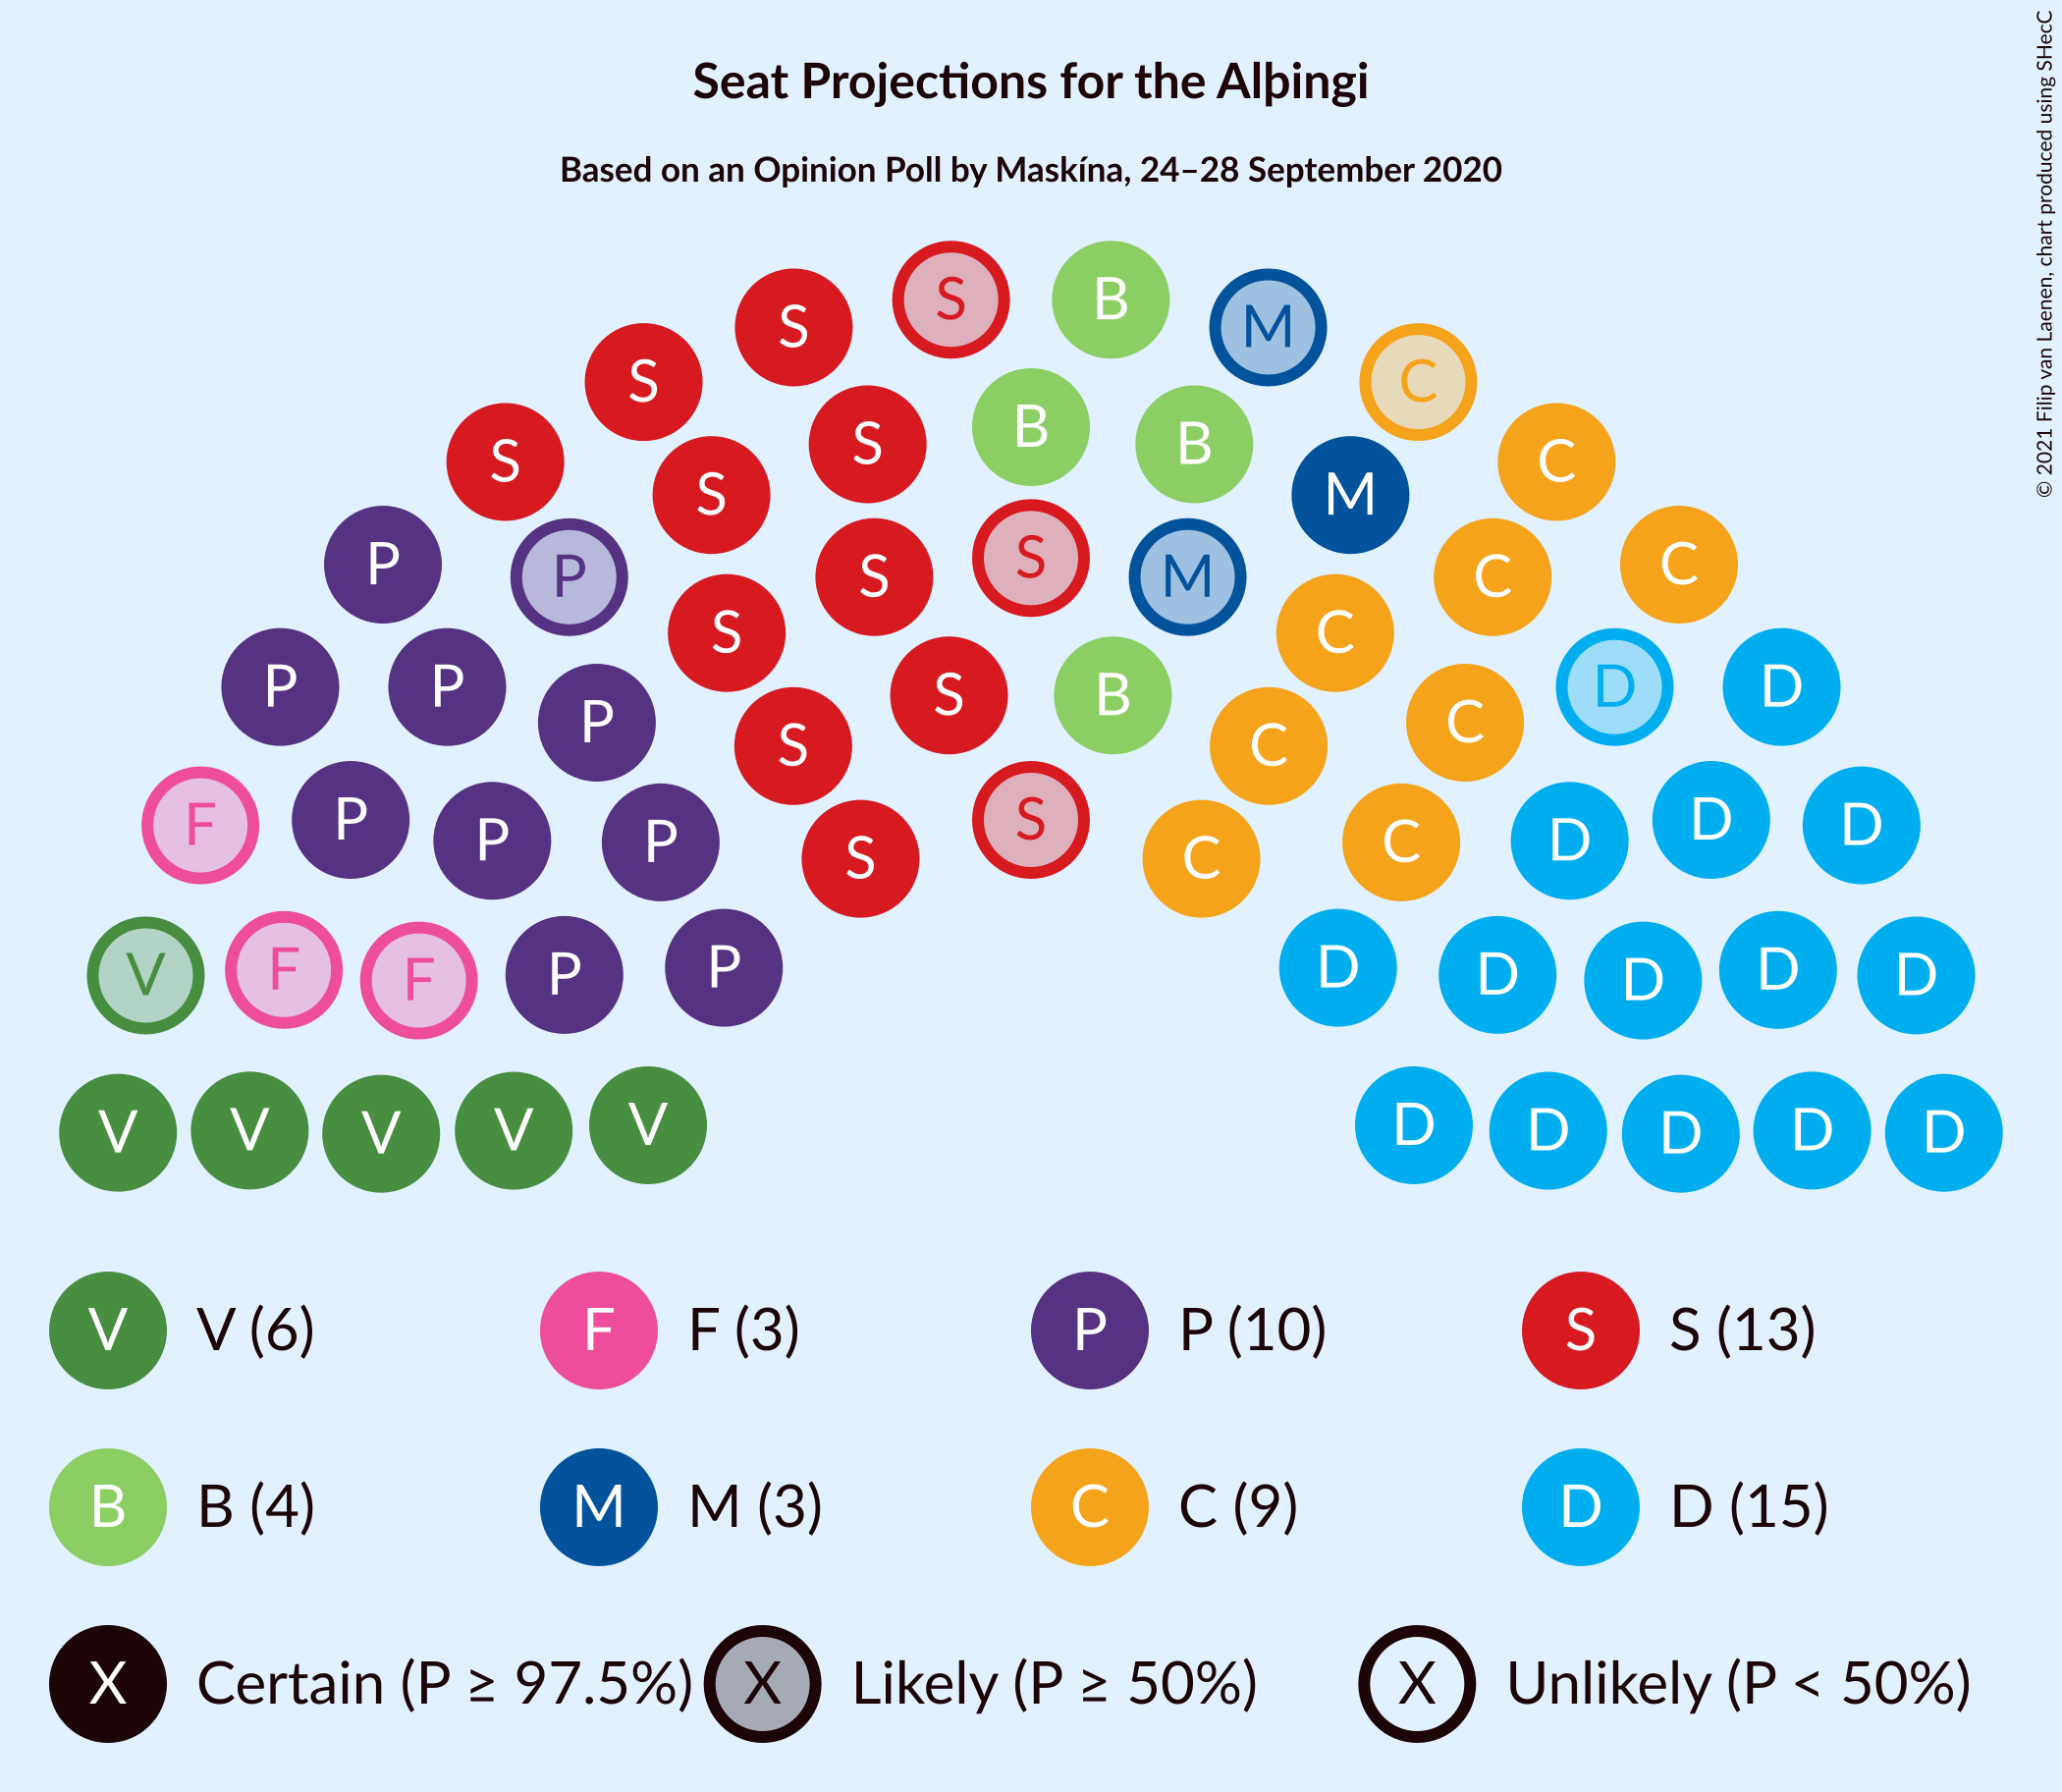 Seat Projections for the Alþingi
Based on an Opinion Poll by Maskína, 24–28 September 2020
© 2021 Filip van Laenen, chart produced using SHecC
S B
S M
S C
S B B
S C
S M
P P S S M C C
S C
P P S B D D
P C
S C
F P S D D
P P C D
S C
V F F P P D D D D D
V V V V V D D D D D
V V (6) F F (3) P P (10) S S (13)
B B (4) M M (3) C C (9) D D (15)
X Certain (P ≥ 97.5%) X Likely (P ≥ 50%) X Unlikely (P < 50%)